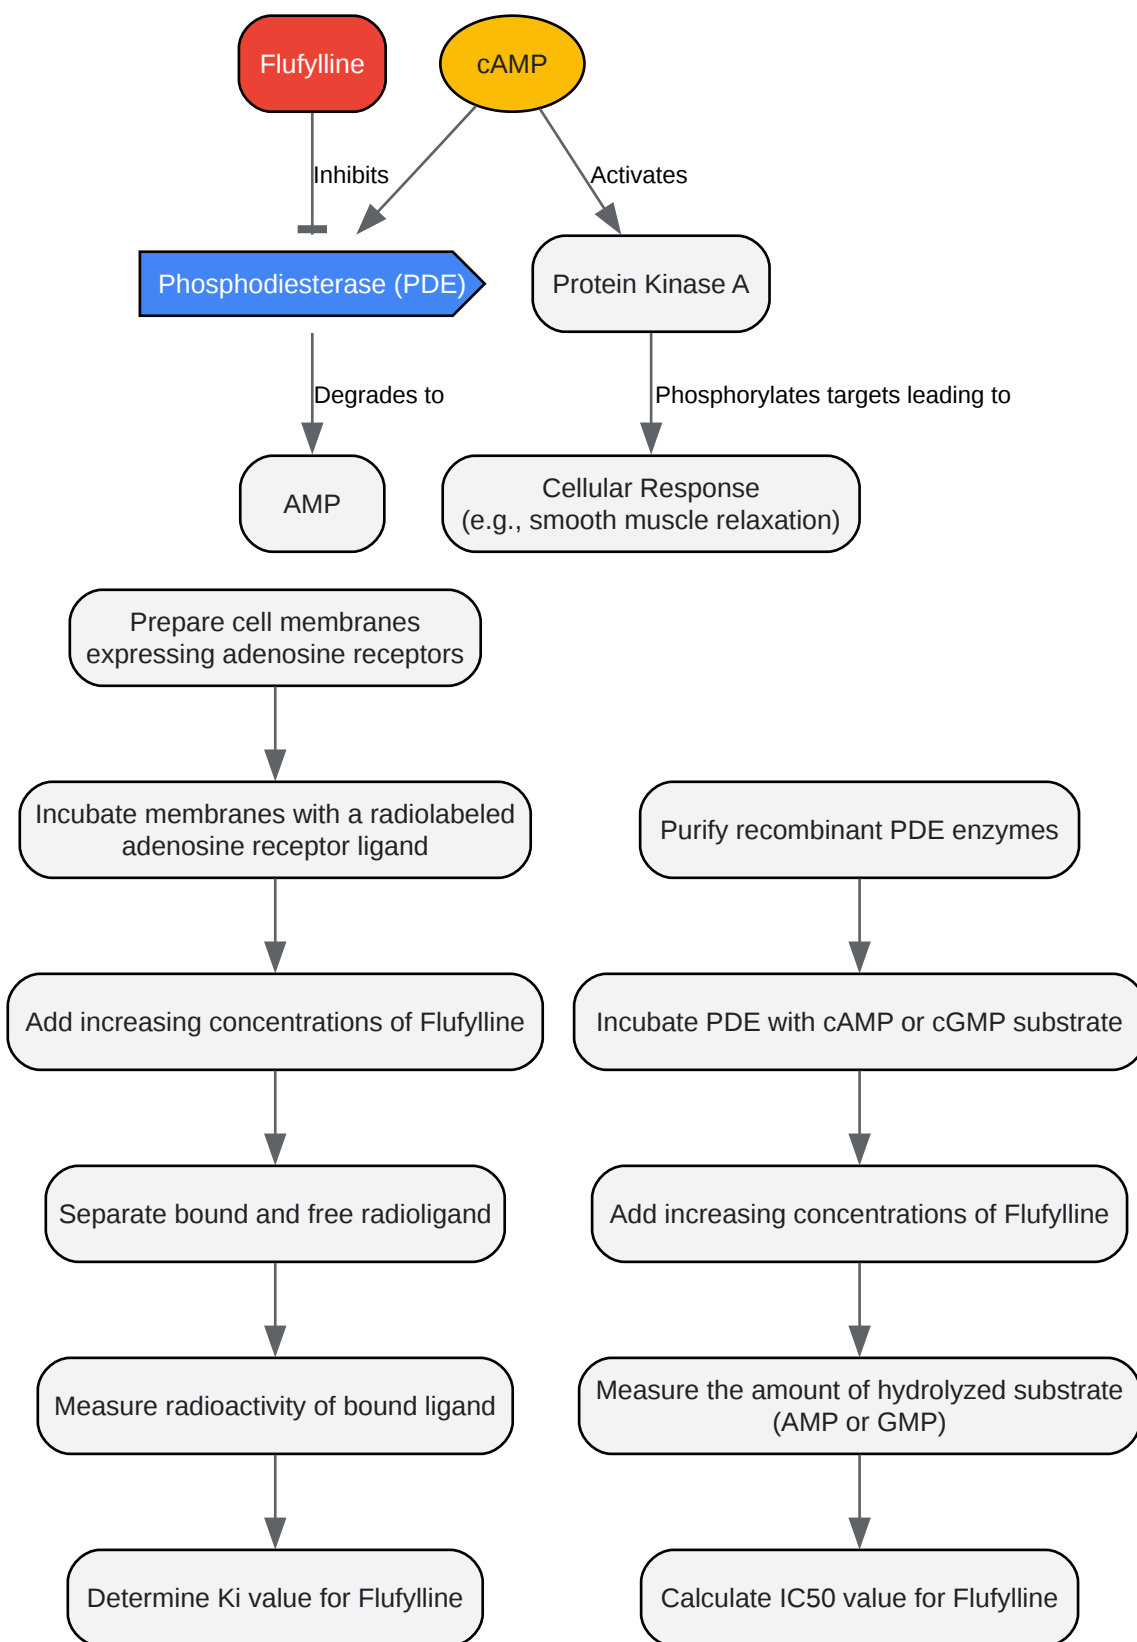 Flufylline
cAMP
Inhibits
Activates
Phosphodiesterase (PDE)
Protein Kinase A
Degrades to
Phosphorylates targets leading to
AMP
Cellular Response
(e.g., smooth muscle relaxation)
Prepare cell membranes
expressing adenosine receptors
Incubate membranes with a radiolabeled
adenosine receptor ligand
Add increasing concentrations of Flufylline
Separate bound and free radioligand
Measure radioactivity of bound ligand
Determine Ki value for Flufylline
Purify recombinant PDE enzymes
Incubate PDE with cAMP or cGMP substrate
Add increasing concentrations of Flufylline
Measure the amount of hydrolyzed substrate
(AMP or GMP)
Calculate IC50 value for Flufylline